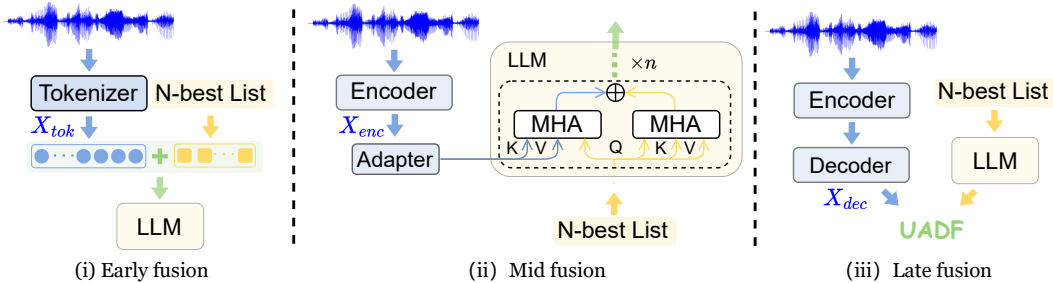 Tokenizer
N-best List
X_tok
LLM
(i) Early fusion
Encoder
X_enc
Adapter
LLM
×n
MHA
MHA
K V Q K V
N-best List
(ii) Mid fusion
Encoder
Decoder
X_dec
N-best List
LLM
UADF
(iii) Late fusion